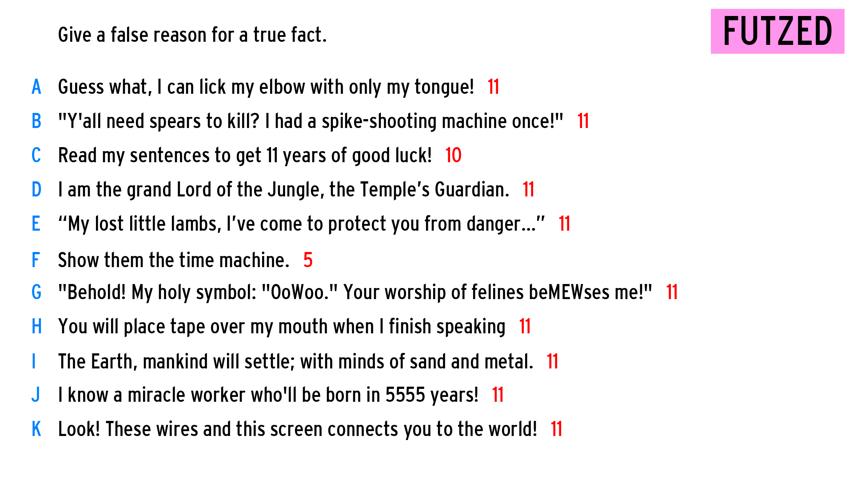 Give a false reason for a true fact.
FUTZED
A Guess what, I can lick my elbow with only my tongue! 11
B "Y'all need spears to kill? I had a spike-shooting machine once!" 11
C Read my sentences to get 11 years of good luck! 10
D I am the grand Lord of the Jungle, the Temple's Guardian. 11
E “My lost little lambs, I’ve come to protect you from danger...” 11
F Show them the time machine. 5
G "Behold! My holy symbol: "OoWoo." Your worship of felines beMEWses me!" 11
H You will place tape over my mouth when I finish speaking 11
I The Earth, mankind will settle; with minds of sand and metal. 11
J I know a miracle worker who'll be born in 5555 years! 11
K Look! These wires and this screen connects you to the world! 11